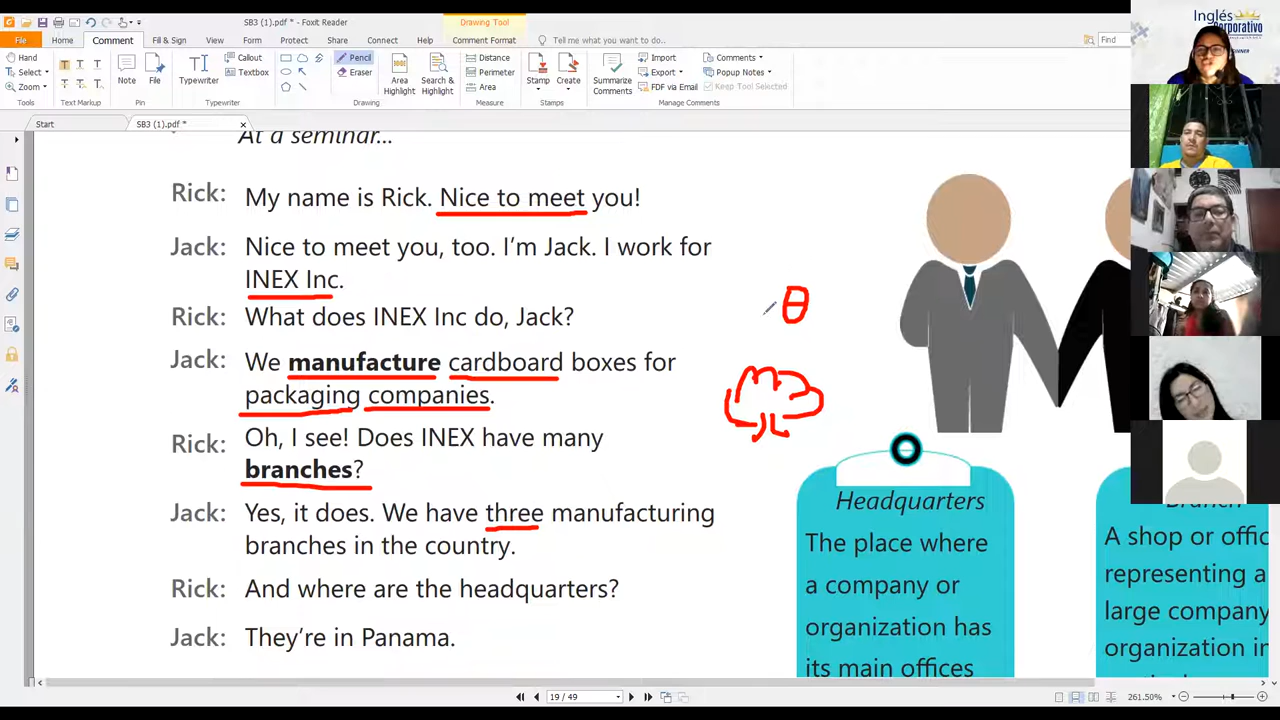 SB3 (1).pdf * - Foxit Reader
Drawing Tool
File Home Comment Fill & Sign View Form Protect Share Connect Help Comment Format Tell me what you want to do... Find
Hand
Select
Zoom
Tools
Text Markup
Note
File
Pin
Typewriter
Callout
Textbox
Typewriter
Pencil
Eraser
Drawing
Area Highlight
Search & Highlight
Distance
Perimeter
Area
Measure
Stamp
Create
Stamps
Summarize Comments
Import
Export
FDF via Email
Comments
Popup Notes
Keep Tool Selected
Manage Comments
Inglés
Corporativo
Start
SB3 (1).pdf *
At a seminar...
Rick: My name is Rick. Nice to meet you!
Jack: Nice to meet you, too. I'm Jack. I work for
INEX Inc.
Rick: What does INEX Inc do, Jack?
Jack: We manufacture cardboard boxes for
packaging companies.
Rick: Oh, I see! Does INEX have many
branches?
Jack: Yes, it does. We have three manufacturing
branches in the country.
Rick: And where are the headquarters?
Jack: They're in Panama.
θ
Headquarters
The place where
a company or
organization has
its main offices
Branch
A shop or offic
representing a
large company
organization in
19 / 49
261.50%